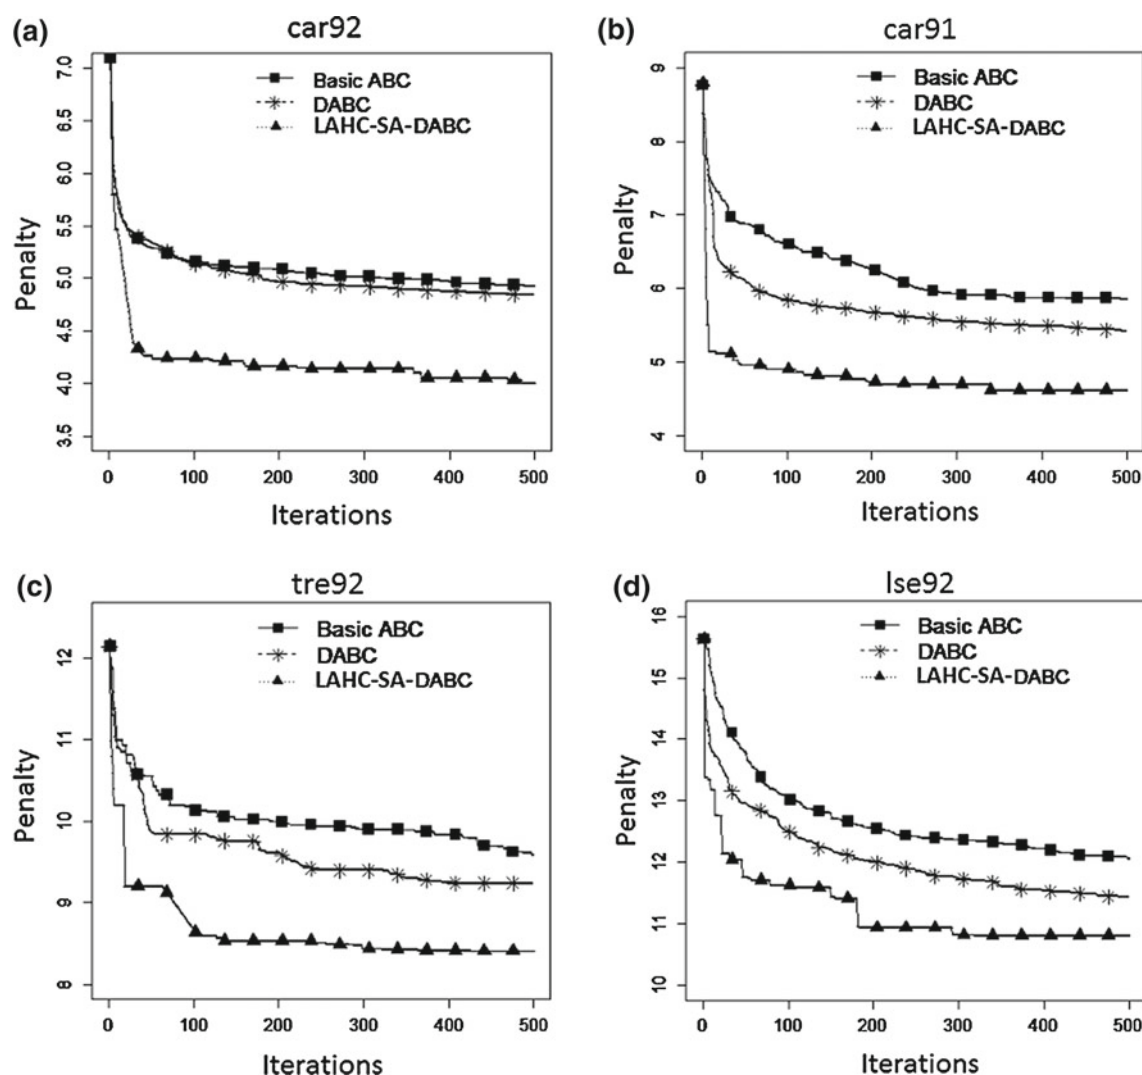 (a) car92
Basic ABC
DABC
LAHC-SA-DABC
Penalty
7.0
6.5
6.0
5.5
5.0
4.5
4.0
3.5
0 100 200 300 400 500
Iterations
(b) car91
Basic ABC
DABC
LAHC-SA-DABC
Penalty
9
8
7
6
5
4
0 100 200 300 400 500
Iterations
(c) tre92
Basic ABC
DABC
LAHC-SA-DABC
Penalty
12
11
10
9
8
0 100 200 300 400 500
Iterations
(d) lse92
Basic ABC
DABC
LAHC-SA-DABC
Penalty
16
15
14
13
12
11
10
0 100 200 300 400 500
Iterations